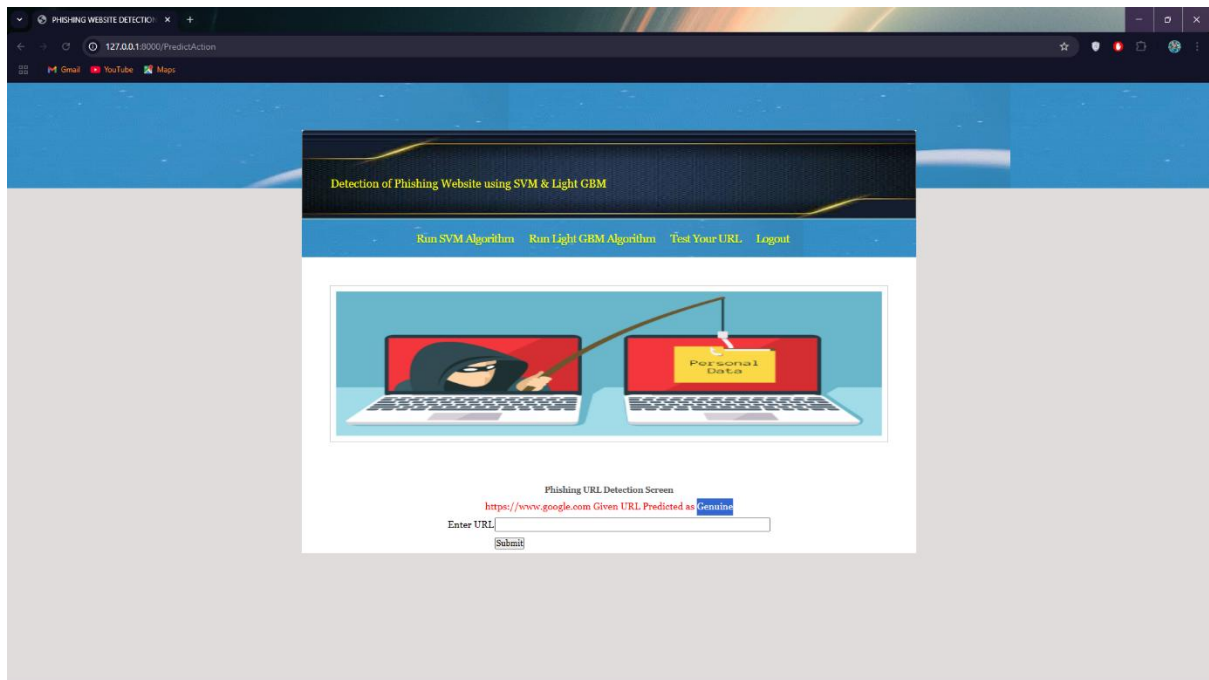 PHISHING WEBSITE DETECTION
127.0.0.1:8000/PredictAction
Gmail YouTube Maps
Detection of Phishing Website using SVM & Light GBM
Run SVM Algorithm Run Light GBM Algorithm Test Your URL Logout
Personal
Data
Phishing URL Detection Screen
https://www.google.com Given URL Predicted as Genuine
Enter URL
Submit